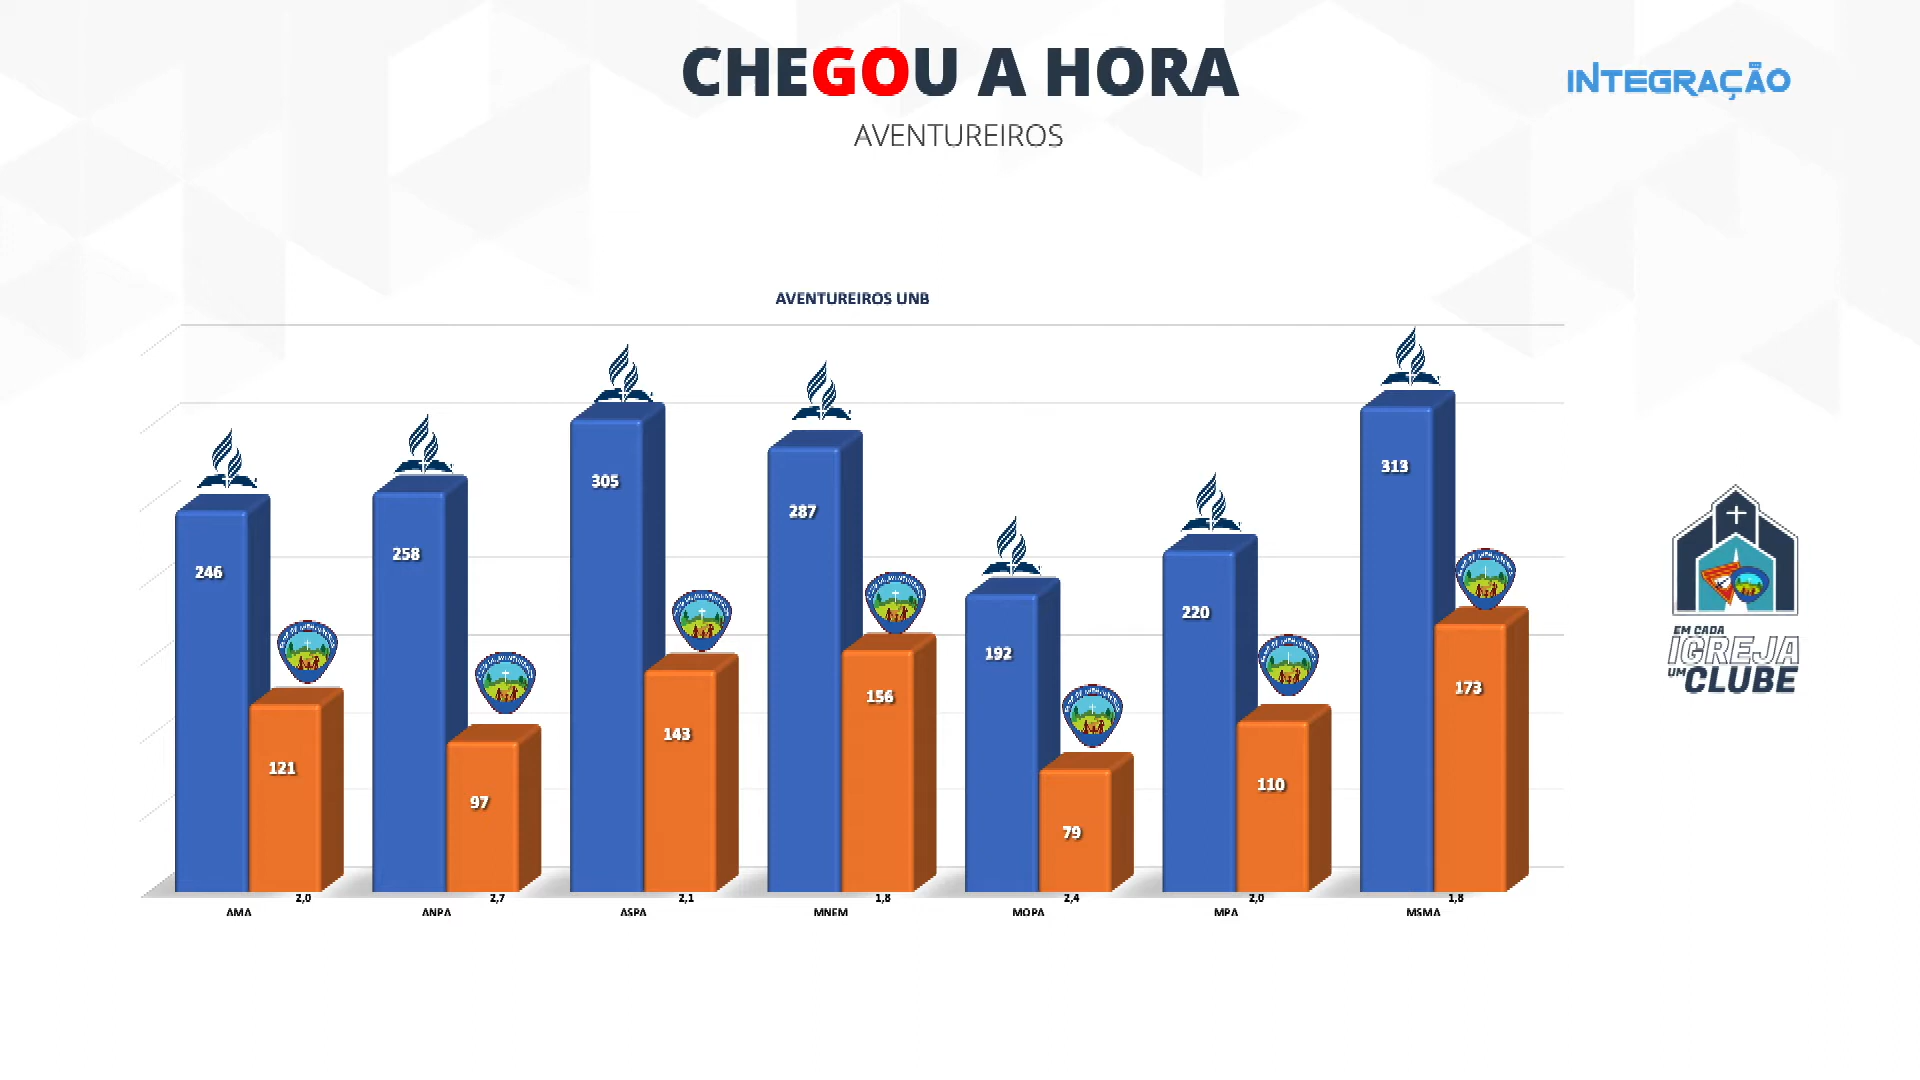 CHEGOU A HORA
INTEGRAÇÃO
AVENTUREIROS
AVENTUREIROS UNB
246
121
258
97
305
143
287
156
192
79
220
110
313
173
2,0
2,7
2,1
1,8
2,4
2,0
1,8
AMA
ANPA
ASPA
MNEM
MOPA
MPA
MSMA
EM CADA
IGREJA
UM CLUBE